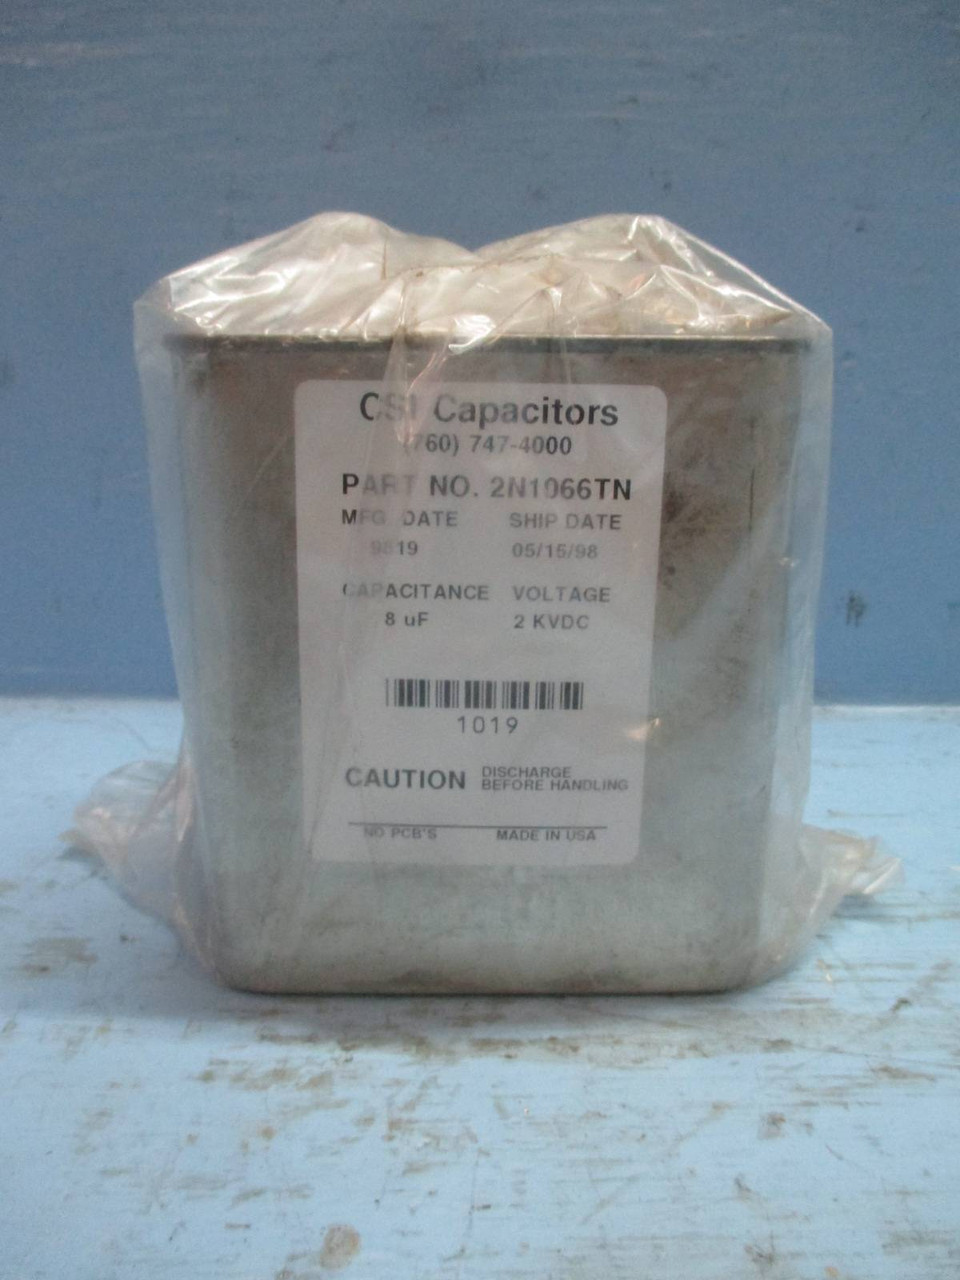 CSI Capacitors
(760) 747-4000
PART NO. 2N1066TN
MFG. DATE SHIP DATE
9819 05/15/98
CAPACITANCE VOLTAGE
8 uF 2 KVDC
1019
CAUTION DISCHARGE
BEFORE HANDLING
NO PCB'S MADE IN USA